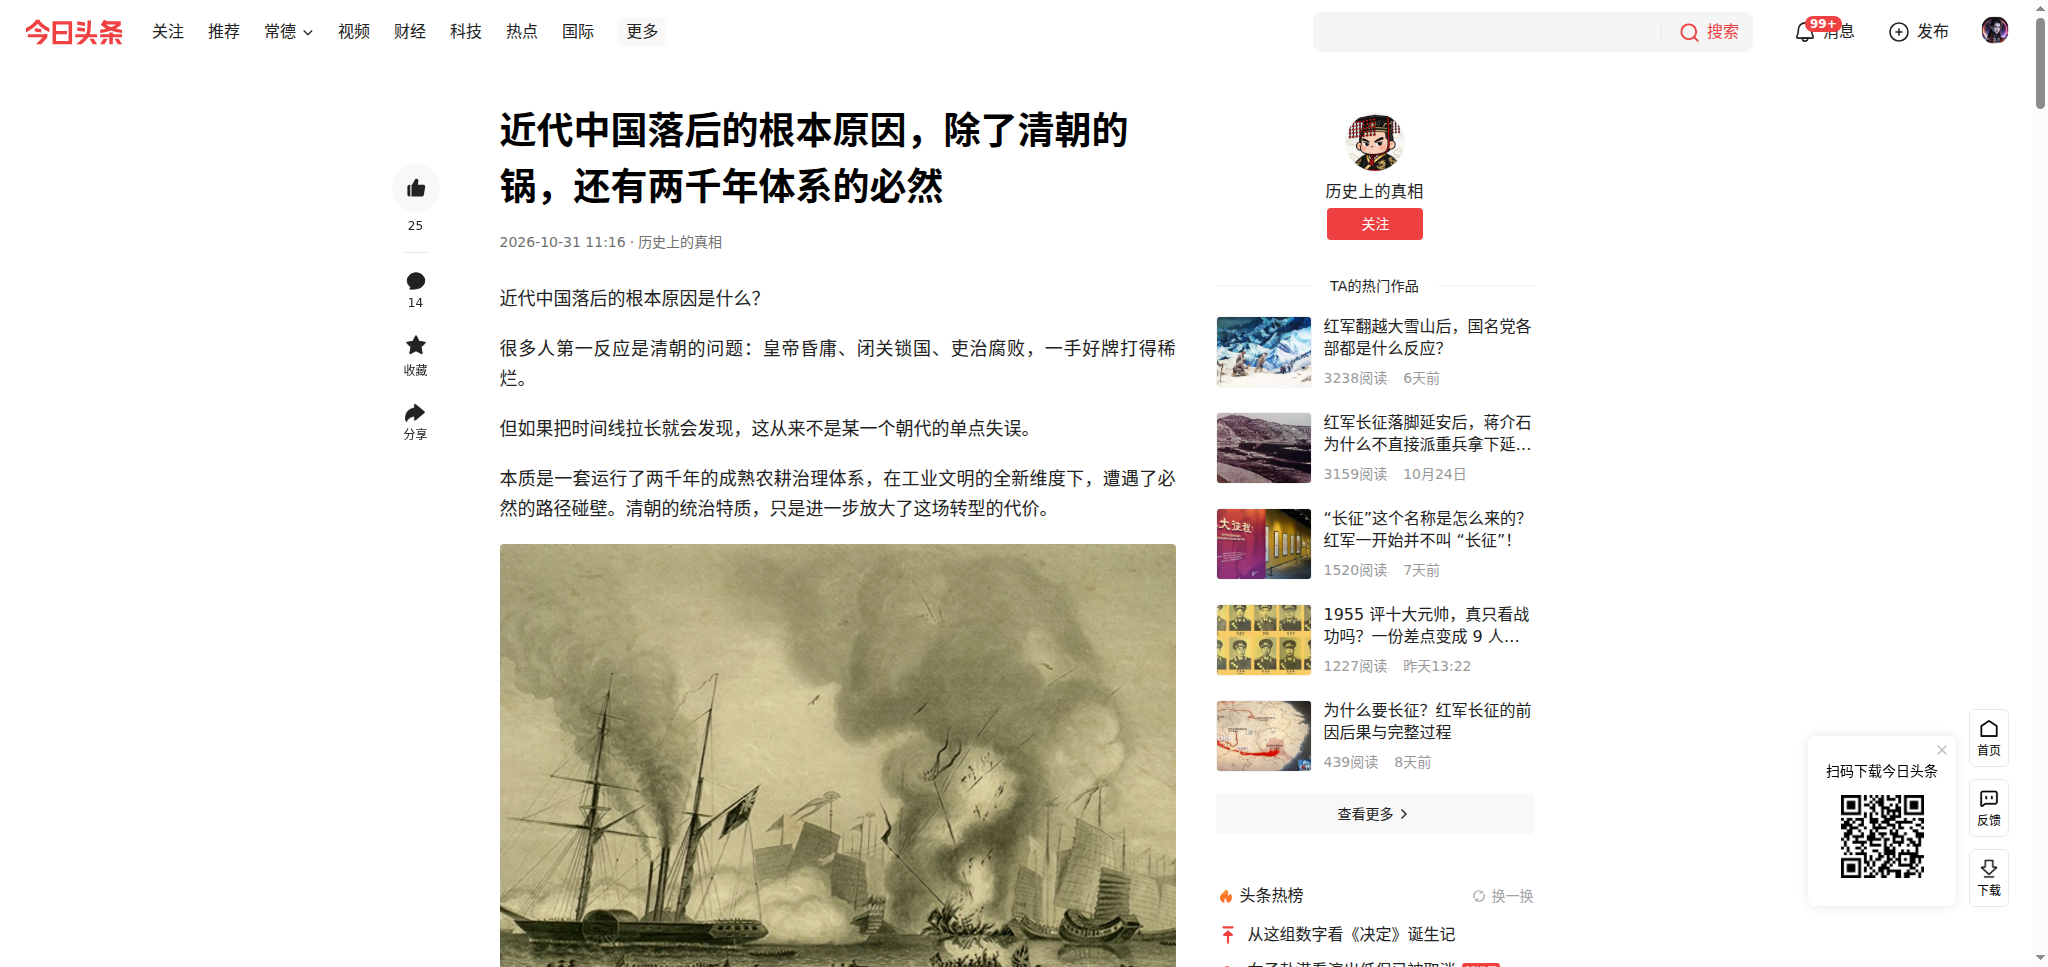 今日头条
关注 推荐 常德 视频 财经 科技 热点 国际 更多
搜索
99+
消息
发布
近代中国落后的根本原因，除了清朝的
锅，还有两千年体系的必然
2026-10-31 11:16 · 历史上的真相
25
14
收藏
分享
近代中国落后的根本原因是什么？
很多人第一反应是清朝的问题：皇帝昏庸、闭关锁国、吏治腐败，一手好牌打得稀
烂。
但如果把时间线拉长就会发现，这从来不是某一个朝代的单点失误。
本质是一套运行了两千年的成熟农耕治理体系，在工业文明的全新维度下，遭遇了必
然的路径碰壁。清朝的统治特质，只是进一步放大了这场转型的代价。
历史上的真相
关注
TA的热门作品
红军翻越大雪山后，国名党各
部都是什么反应？
3238阅读 6天前
红军长征落脚延安后，蒋介石
为什么不直接派重兵拿下延...
3159阅读 10月24日
“长征”这个名称是怎么来的？
红军一开始并不叫 “长征”！
1520阅读 7天前
1955 评十大元帅，真只看战
功吗？一份差点变成 9 人...
1227阅读 昨天13:22
为什么要长征？红军长征的前
因后果与完整过程
439阅读 8天前
查看更多
头条热榜
换一换
从这组数字看《决定》诞生记
扫码下载今日头条
首页
反馈
下载